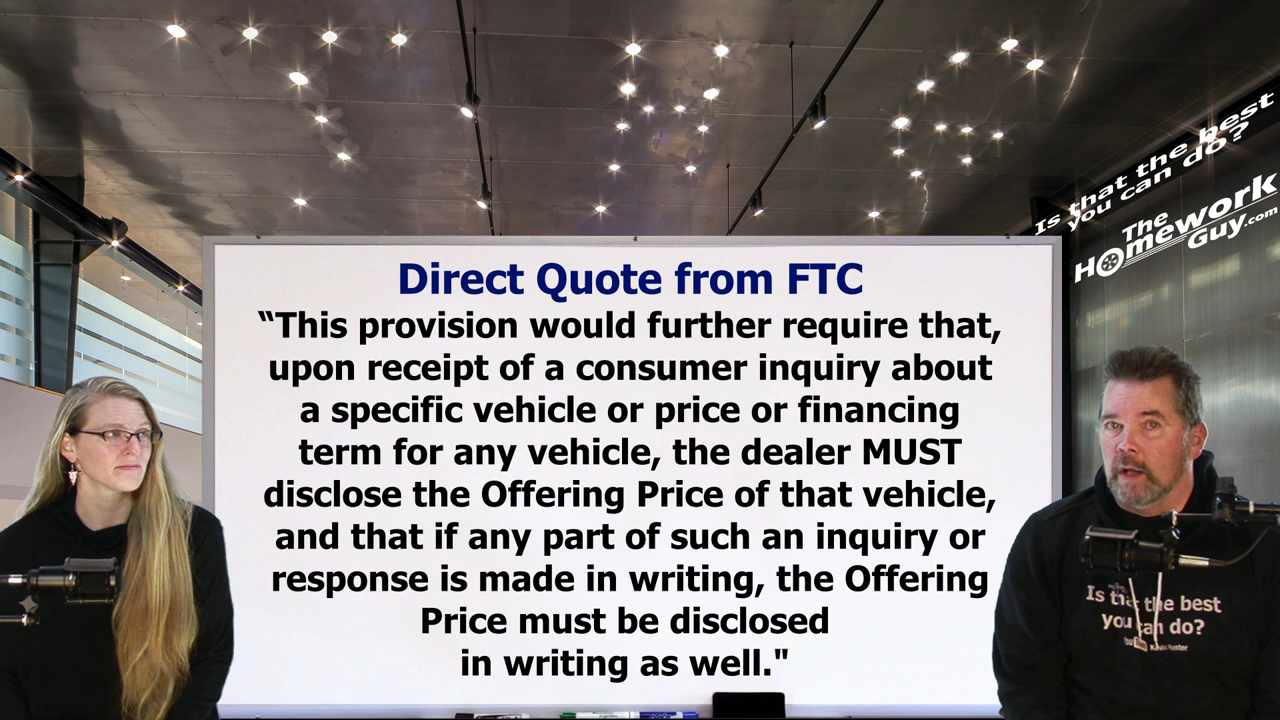 Is that the best
you can do?
The
Homework
Guy.com
Direct Quote from FTC
“This provision would further require that,
upon receipt of a consumer inquiry about
a specific vehicle or price or financing
term for any vehicle, the dealer MUST
disclose the Offering Price of that vehicle,
and that if any part of such an inquiry or
response is made in writing, the Offering
Price must be disclosed
in writing as well."
Is the best
you can do?
Hunter